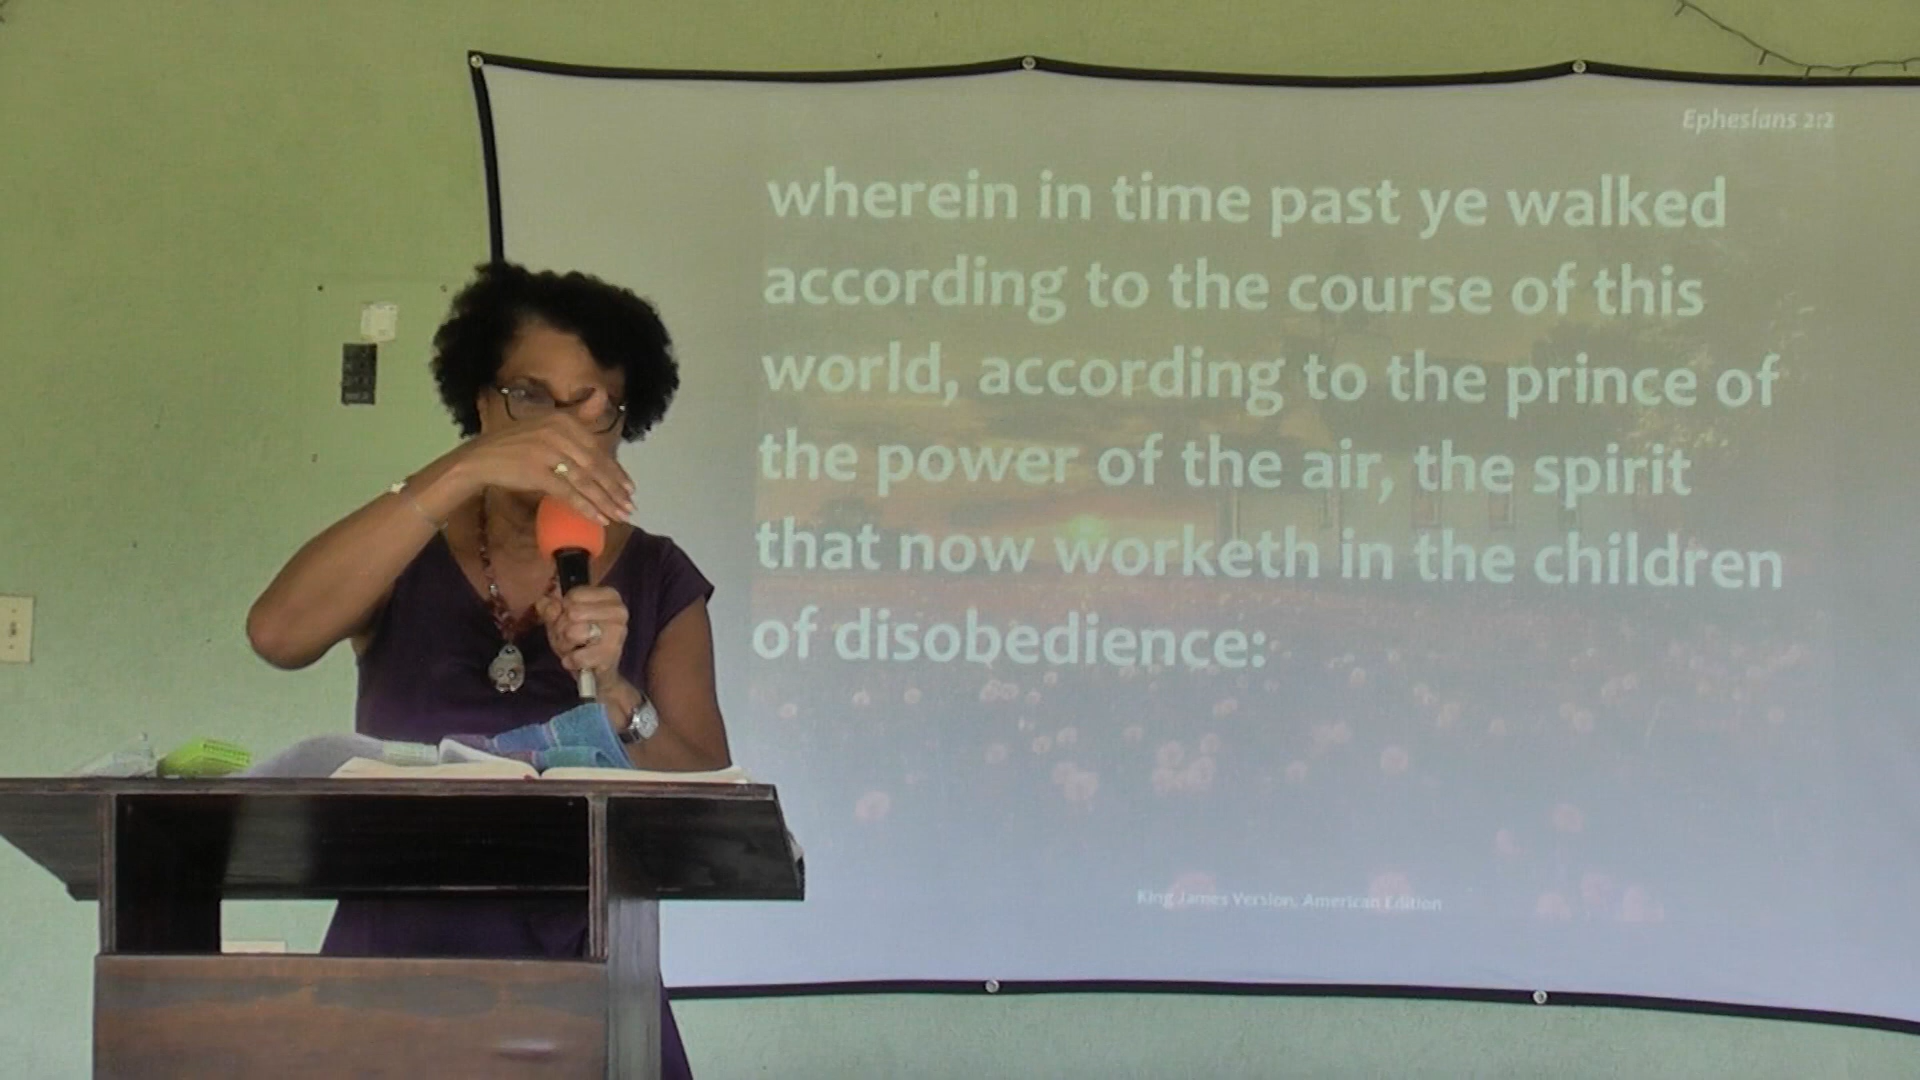 Ephesians 2:2
wherein in time past ye walked
according to the course of this
world, according to the prince of
the power of the air, the spirit
that now worketh in the children
of disobedience:
King James Version, American Edition